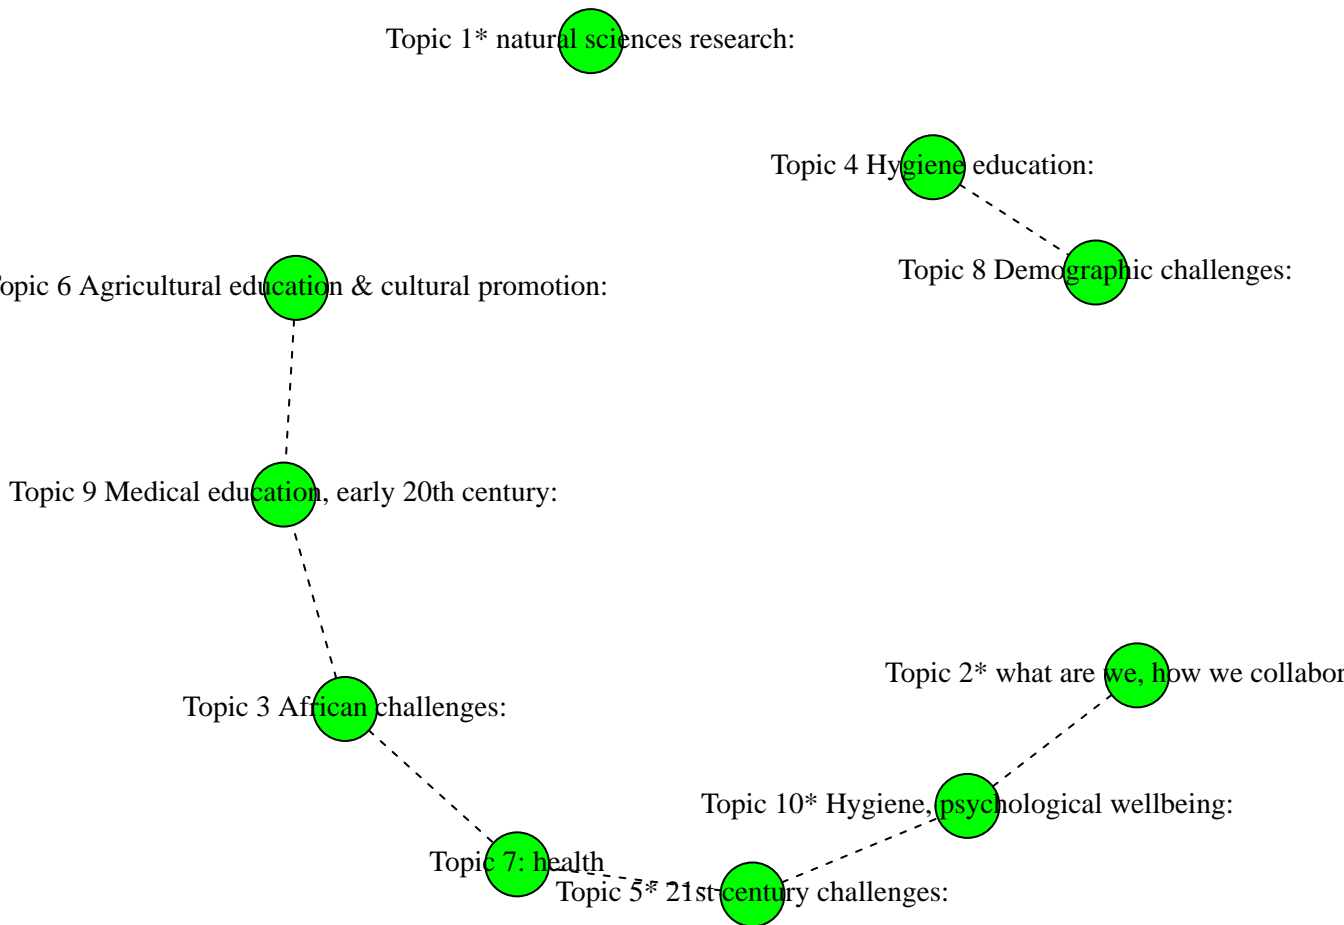 Topic 1* natural sciences research:
Topic 4 Hygiene education:
Topic 8 Demographic challenges:
opic 6 Agricultural education & cultural promotion:
Topic 9 Medical education, early 20th century:
Topic 2* what are we, how we collabor
Topic 3 African challenges:
Topic 10* Hygiene, psychological wellbeing:
Topic 7: health
Topic 5* 21st century challenges: